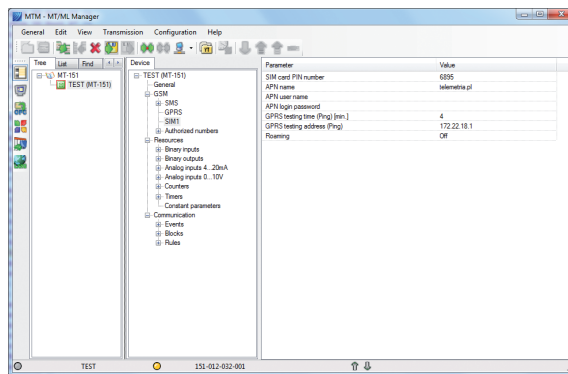 MTM - MT/ML Manager
General Edit View Transmission Configuration Help
Tree List Find
MT-151
TEST (MT-151)
Device
TEST (MT-151)
General
GSM
SMS
GPRS
SIM1
Authorized numbers
Resources
Binary inputs
Binary outputs
Analog inputs 4...20mA
Analog inputs 0...10V
Counters
Timers
Constant parameters
Communication
Events
Blocks
Rules
Parameter Value
SIM card PIN number 6895
APN name telemetria.pl
APN user name
APN login password
GPRS testing time (Ping) [min.] 4
GPRS testing address (Ping) 172.22.18.1
Roaming Off
OPC
TEST 151-012-032-001